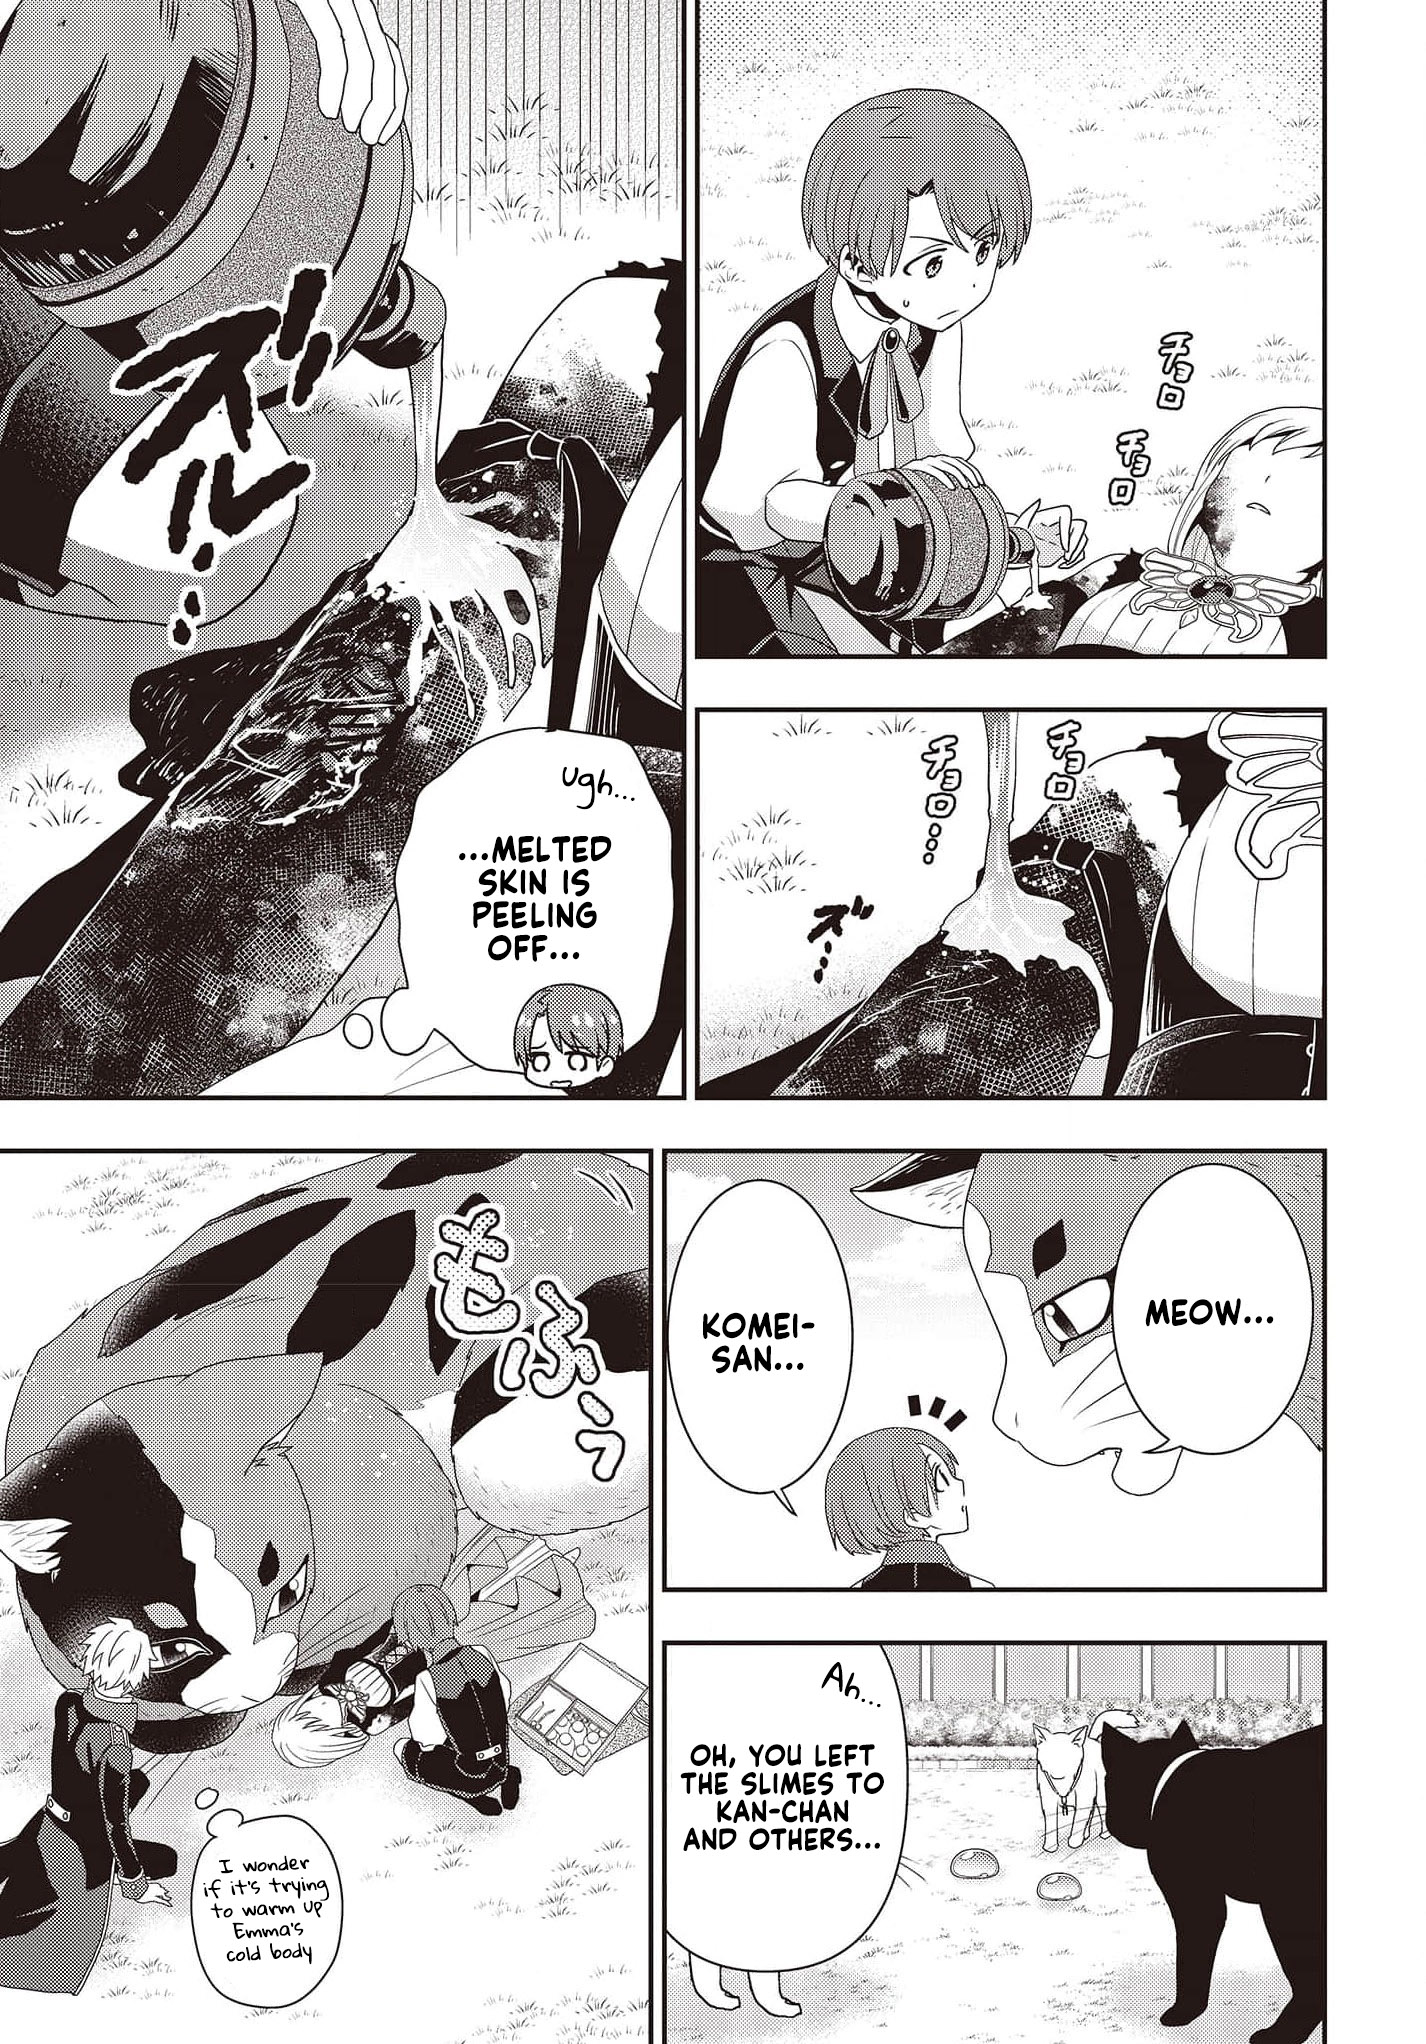 チョロ
チョロ
チョロ
チョロ…
ズ…
ズルッ…
Ugh...
...MELTED
SKIN IS
PEELING
OFF...
MEOW...
KOMEI-
SAN...
Ah...
OH, YOU LEFT
THE SLIMES TO
KAN-CHAN
AND OTHERS...
もふっ
I wonder
if it's trying
to warm up
Emma's
cold body